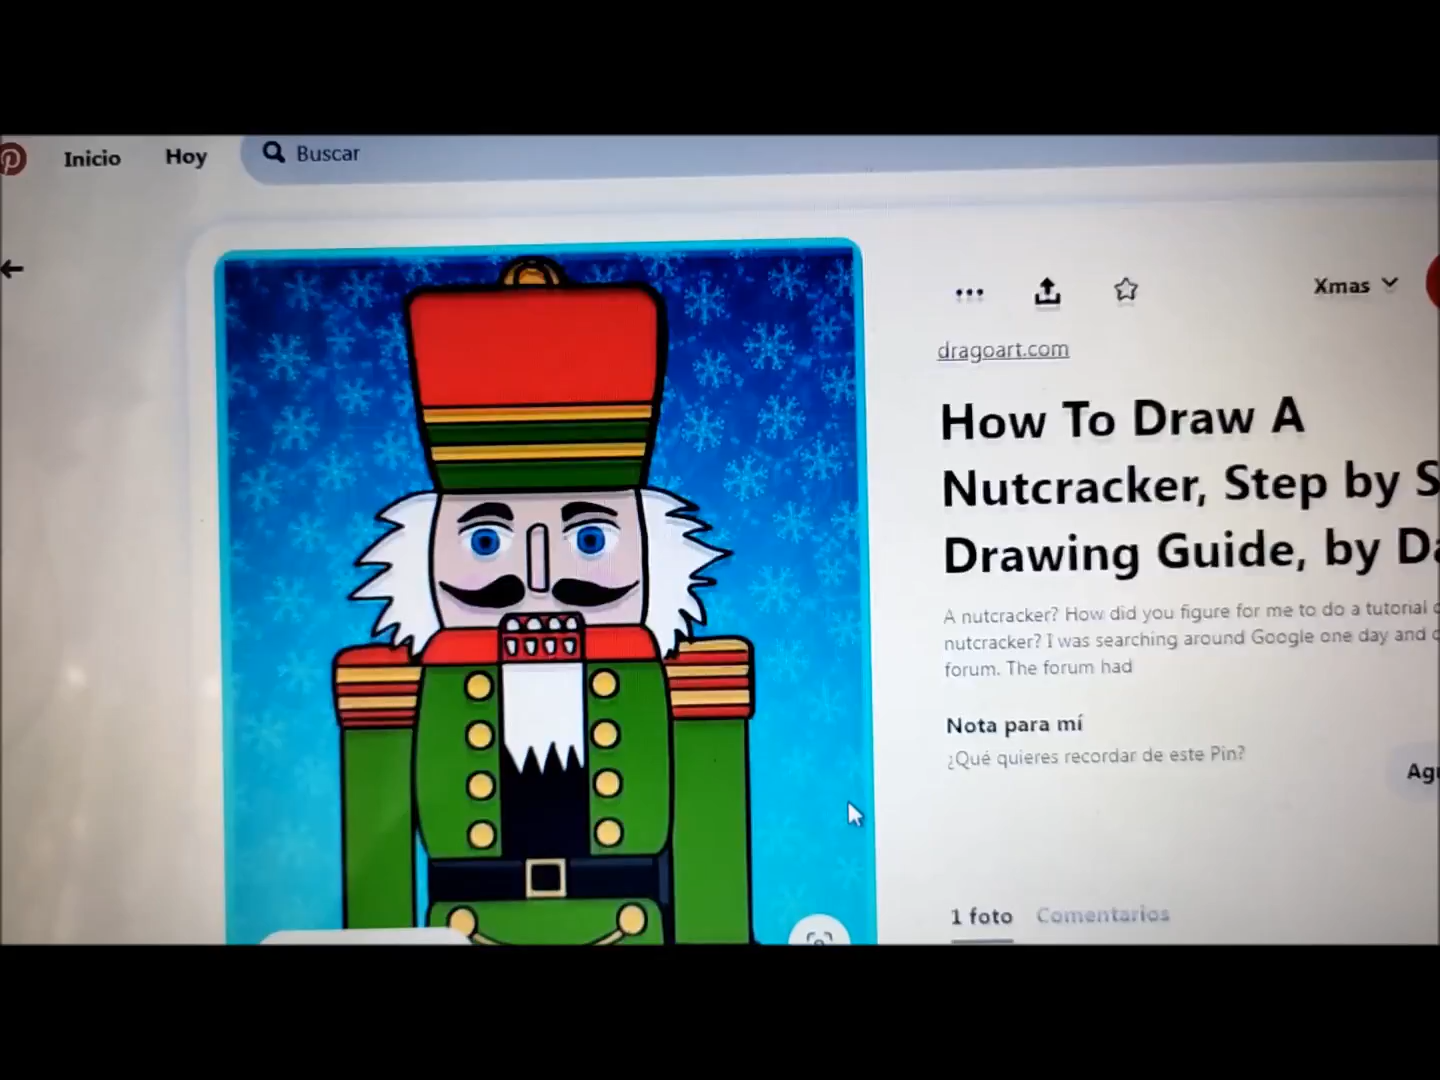 Inicio
Hoy
Buscar
Xmas
dragoart.com
How To Draw A
Nutcracker, Step by S
Drawing Guide, by Da
A nutcracker? How did you figure for me to do a tutorial
nutcracker? I was searching around Google one day and
forum. The forum had
Nota para mí
¿Qué quieres recordar de este Pin?
1 foto
Comentarios